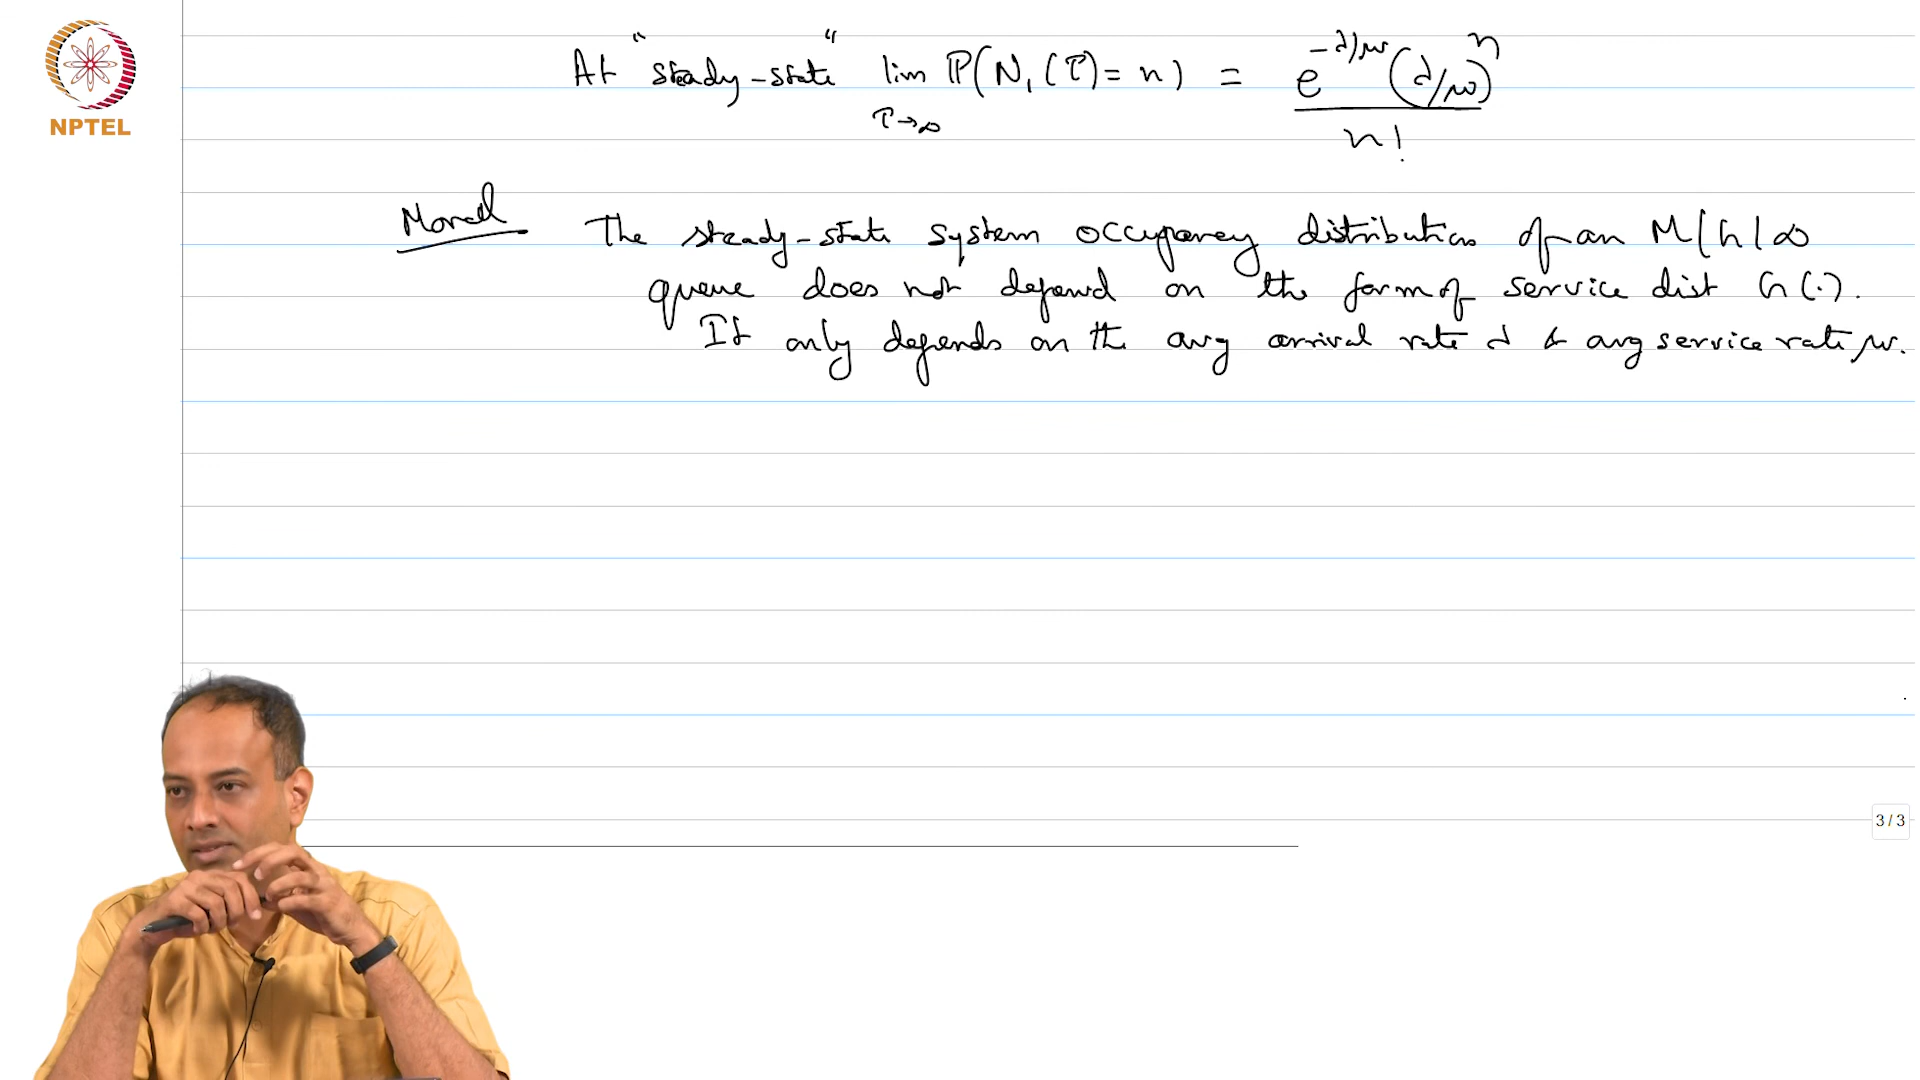 NPTEL
At "steady-state" lim P(N₁(τ)=n) = e^{-λ/μ} (λ/μ)^n
τ→∞
n!
Moral The steady-state system occupancy distribution of an M/G/∞
queue does not depend on the form of service dist G(.).
It only depends on the avg arrival rate λ & avg service rate μ.
3 / 3